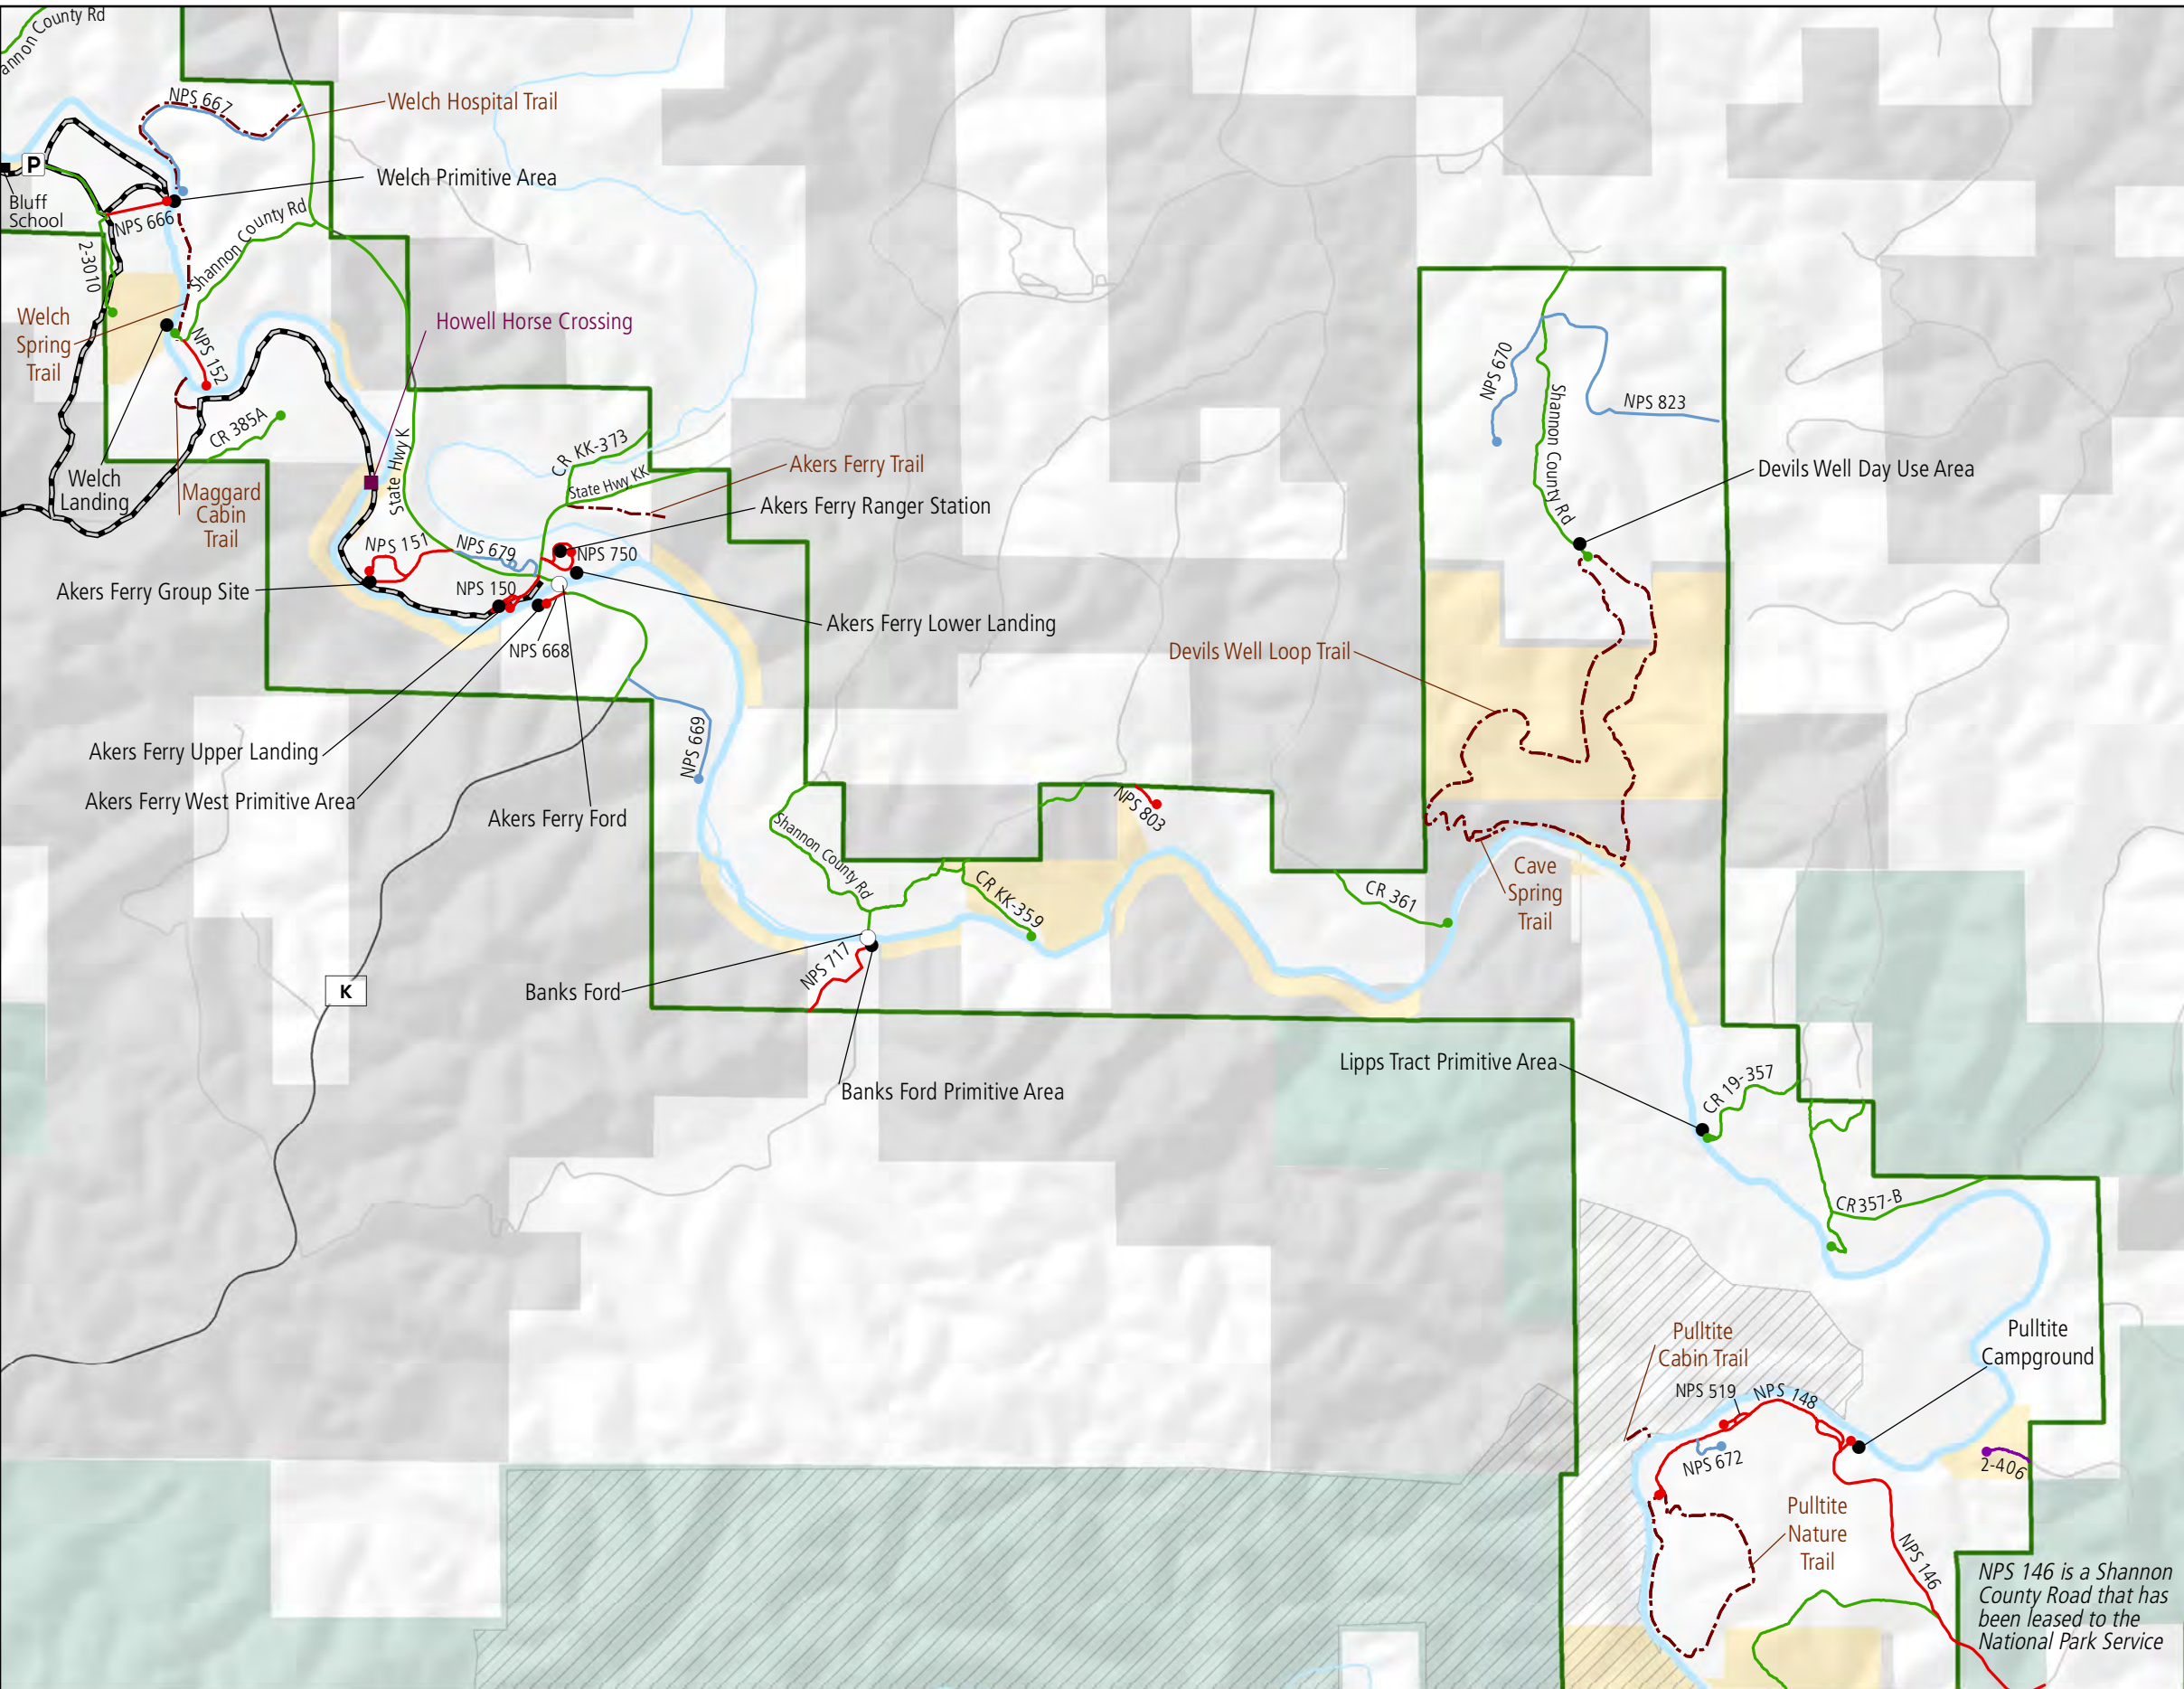 annon County Rd
NPS 667
Welch Hospital Trail
P
Welch Primitive Area
Bluff
School
NPS 666
Shannon County Rd
2-3010
Welch
Spring
Trail
NPS 152
Howell Horse Crossing
CR 385A
State Hwy K
Welch
Landing
Maggard
Cabin
Trail
CR KK-373
State Hwy KK
Akers Ferry Trail
Akers Ferry Ranger Station
NPS 151
NPS 679
NPS 750
NPS 150
Akers Ferry Group Site
NPS 668
Akers Ferry Lower Landing
NPS 669
Akers Ferry Upper Landing
Akers Ferry West Primitive Area
Akers Ferry Ford
K
NPS 670
Shannon County Rd
NPS 823
Devils Well Day Use Area
Devils Well Loop Trail
NPS 803
Shannon County Rd
CR KK-359
CR 361
Cave
Spring
Trail
NPS 717
Banks Ford
Banks Ford Primitive Area
Lipps Tract Primitive Area
CR 19-357
CR357-B
Pulltite
Cabin Trail
Pulltite
Campground
NPS 519
NPS 148
NPS 672
2-406
Pulltite
Nature
Trail
NPS 146
NPS 146 is a Shannon
County Road that has
been leased to the
National Park Service